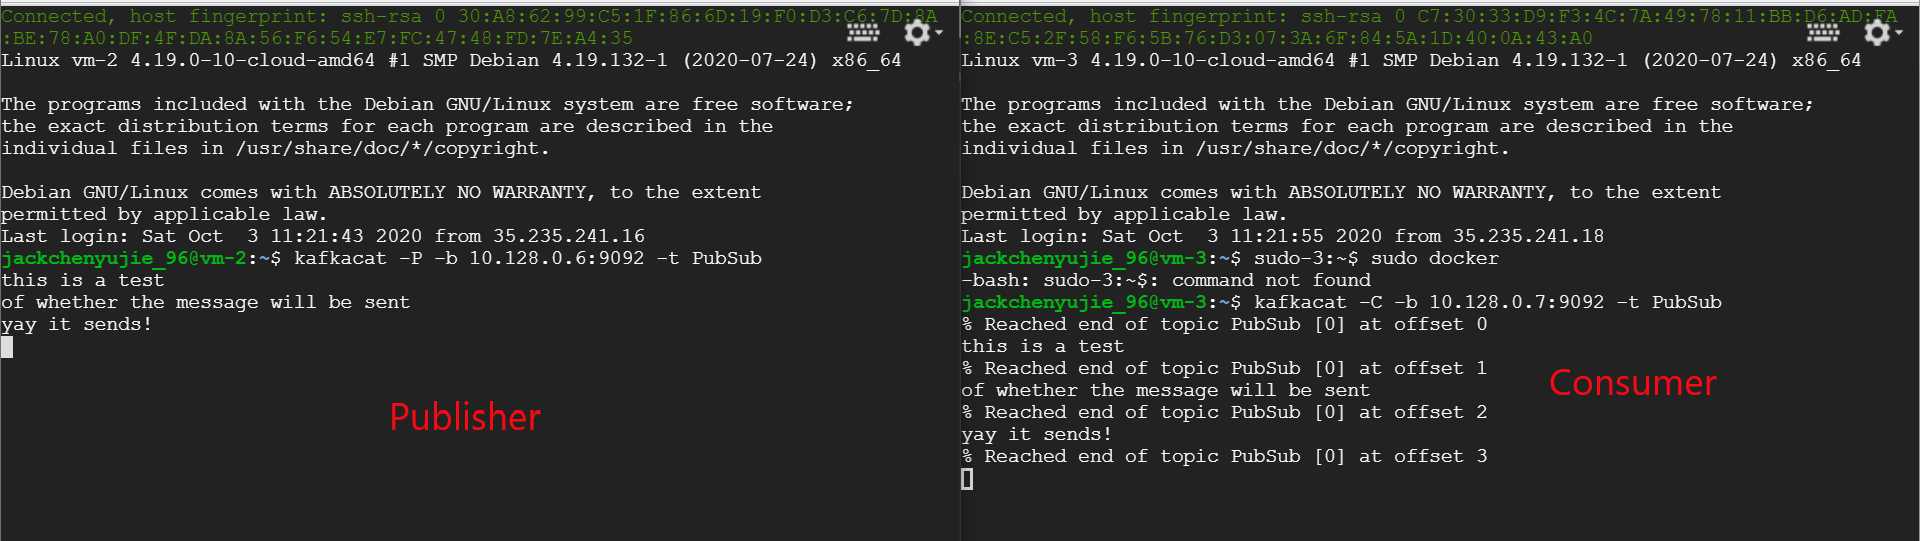 Connected, host fingerprint: ssh-rsa 0 30:A8:62:99:C5:1F:86:6D:19:F0:D3:C6:7D:8A
:BE:78:A0:DF:4F:DA:8A:56:F6:54:E7:FC:47:48:FD:7E:A4:35
Linux vm-2 4.19.0-10-cloud-amd64 #1 SMP Debian 4.19.132-1 (2020-07-24) x86_64
The programs included with the Debian GNU/Linux system are free software;
the exact distribution terms for each program are described in the
individual files in /usr/share/doc/*/copyright.
Debian GNU/Linux comes with ABSOLUTELY NO WARRANTY, to the extent
permitted by applicable law.
Last login: Sat Oct  3 11:21:43 2020 from 35.235.241.16
jackchenyujie_96@vm-2:~$ kafkacat -P -b 10.128.0.6:9092 -t PubSub
this is a test
of whether the message will be sent
yay it sends!
Publisher
Connected, host fingerprint: ssh-rsa 0 C7:30:33:D9:F3:4C:7A:49:78:11:BB:D6:AD:FA
:8E:C5:2F:58:F6:5B:76:D3:07:3A:6F:84:5A:1D:40:0A:43:A0
Linux vm-3 4.19.0-10-cloud-amd64 #1 SMP Debian 4.19.132-1 (2020-07-24) x86_64
The programs included with the Debian GNU/Linux system are free software;
the exact distribution terms for each program are described in the
individual files in /usr/share/doc/*/copyright.
Debian GNU/Linux comes with ABSOLUTELY NO WARRANTY, to the extent
permitted by applicable law.
Last login: Sat Oct  3 11:21:55 2020 from 35.235.241.18
jackchenyujie_96@vm-3:~$ sudo-3:~$ sudo docker
-bash: sudo-3:~$: command not found
jackchenyujie_96@vm-3:~$ kafkacat -C -b 10.128.0.7:9092 -t PubSub
% Reached end of topic PubSub [0] at offset 0
this is a test
% Reached end of topic PubSub [0] at offset 1
of whether the message will be sent
% Reached end of topic PubSub [0] at offset 2
yay it sends!
% Reached end of topic PubSub [0] at offset 3
Consumer